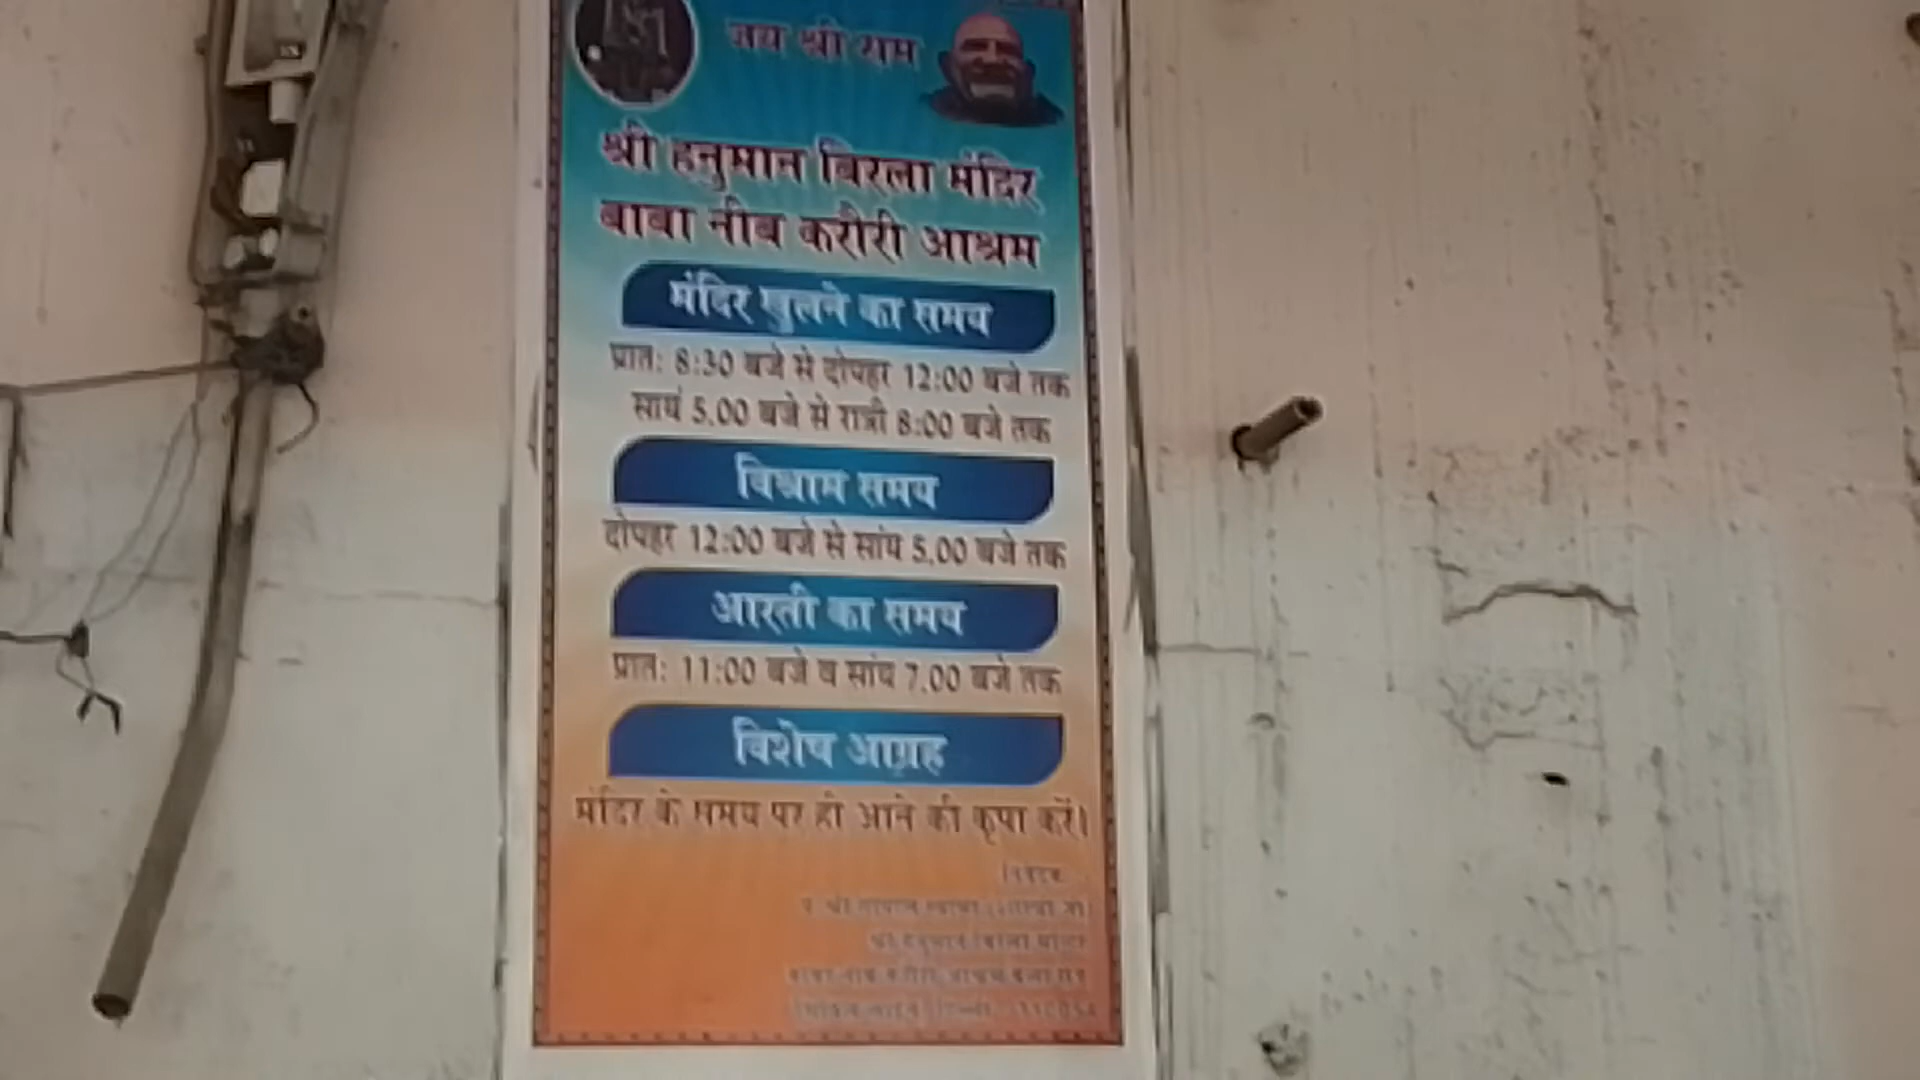 जय श्री राम
श्री हनुमान बिरला मंदिर
बाबा नीब करौरी आश्रम
मंदिर खुलने का समय
प्रातः 8:30 बजे से दोपहर 12:00 बजे तक
सायं 5.00 बजे से रात्री 8:00 बजे तक
विश्राम समय
दोपहर 12:00 बजे से सांय 5.00 बजे तक
आरती का समय
प्रातः 11:00 बजे व सांय 7.00 बजे तक
विशेष आग्रह
मंदिर के समय पर ही आने की कृपा करें।
निवेदक
श्री हनुमान बिरला मंदिर